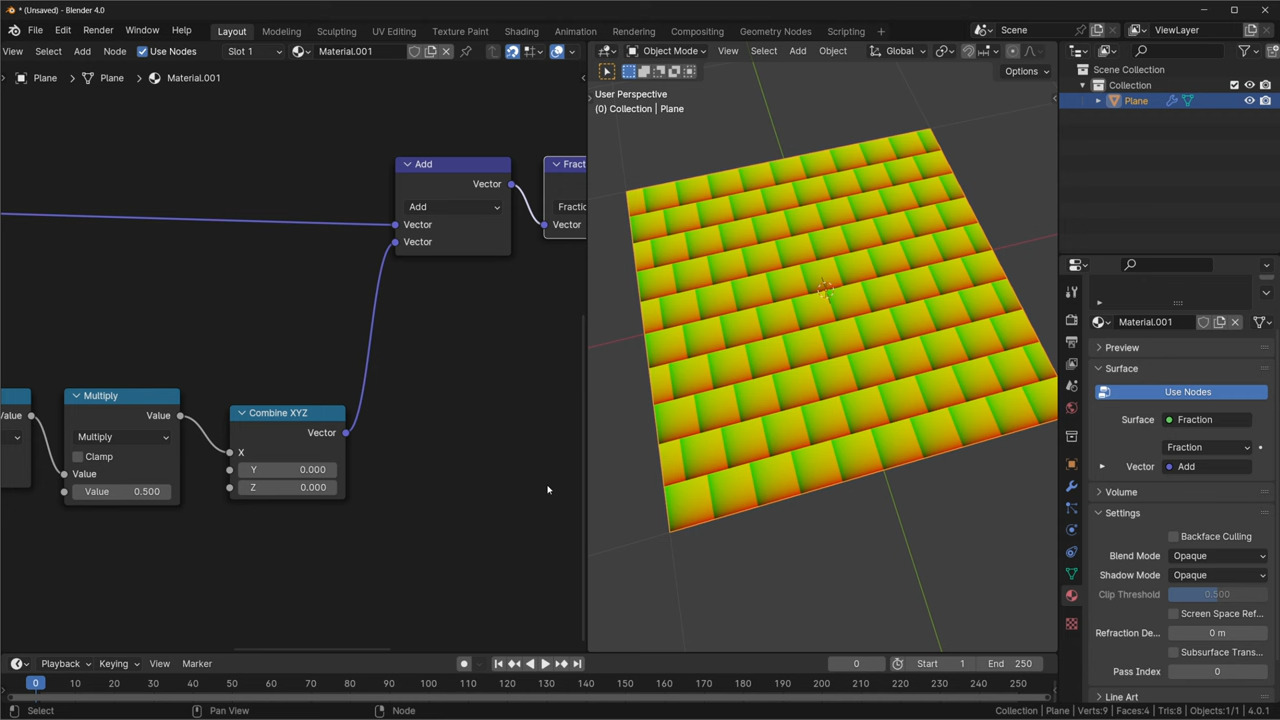 * (Unsaved) - Blender 4.0
File Edit Render Window Help Layout Modeling Sculpting UV Editing Texture Paint Shading Animation Rendering Compositing Geometry Nodes Scripting Scene ViewLayer
View Select Add Node Use Nodes Slot 1 Material.001 Object Mode View Select Add Object Global
Options
Plane > Plane > Material.001
User Perspective
(0) Collection | Plane
Scene Collection
Collection
Plane
Add
Vector
Add
Vector
Vector
Fract
Fractio
Vector
alue
Multiply
Value
Multiply
Clamp
Value
Value 0.500
Combine XYZ
Vector
X
Y 0.000
Z 0.000
Material.001
Preview
Surface
Use Nodes
Surface Fraction
Fraction
Vector Add
Volume
Settings
Backface Culling
Blend Mode Opaque
Shadow Mode Opaque
Clip Threshold 0.500
Screen Space Ref...
Refraction De... 0 m
Subsurface Trans...
Pass Index 0
Line Art
Playback Keying View Marker 0 Start 1 End 250
0 10 20 30 40 50 60 70 80 90 100 110 120 130 140 150 160 170 180 190 200 210 220 230 240 250
Select Pan View Node Collection | Plane | Verts:9 | Faces:4 | Tris:8 | Objects:1/1 | 4.0.1